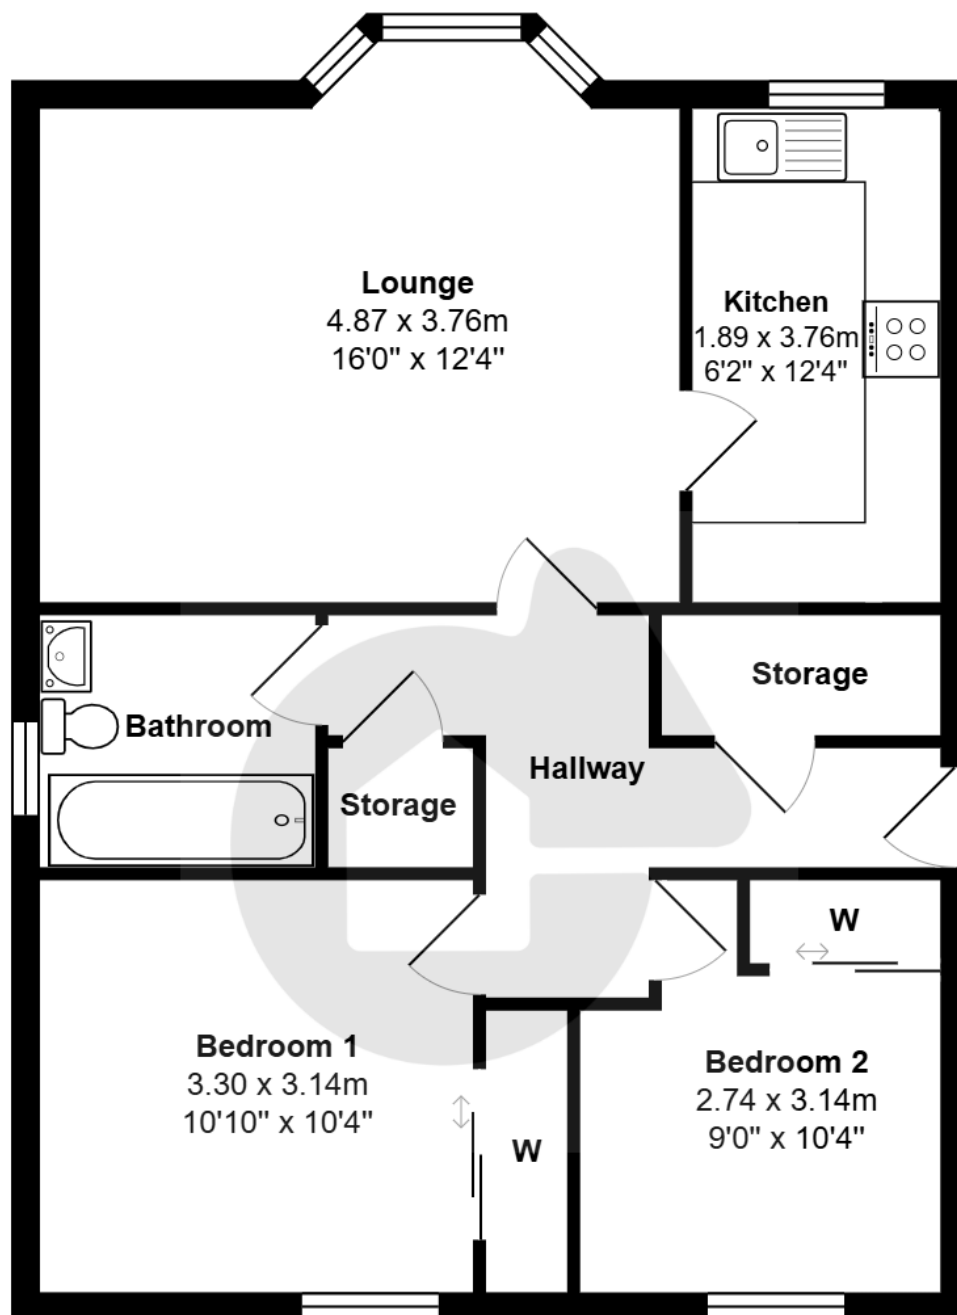 Lounge
4.87 x 3.76m
16'0" x 12'4"
Kitchen
1.89 x 3.76m
6'2" x 12'4"
Storage
Bathroom
Hallway
Storage
W
Bedroom 1
3.30 x 3.14m
10'10" x 10'4"
Bedroom 2
2.74 x 3.14m
9'0" x 10'4"
W